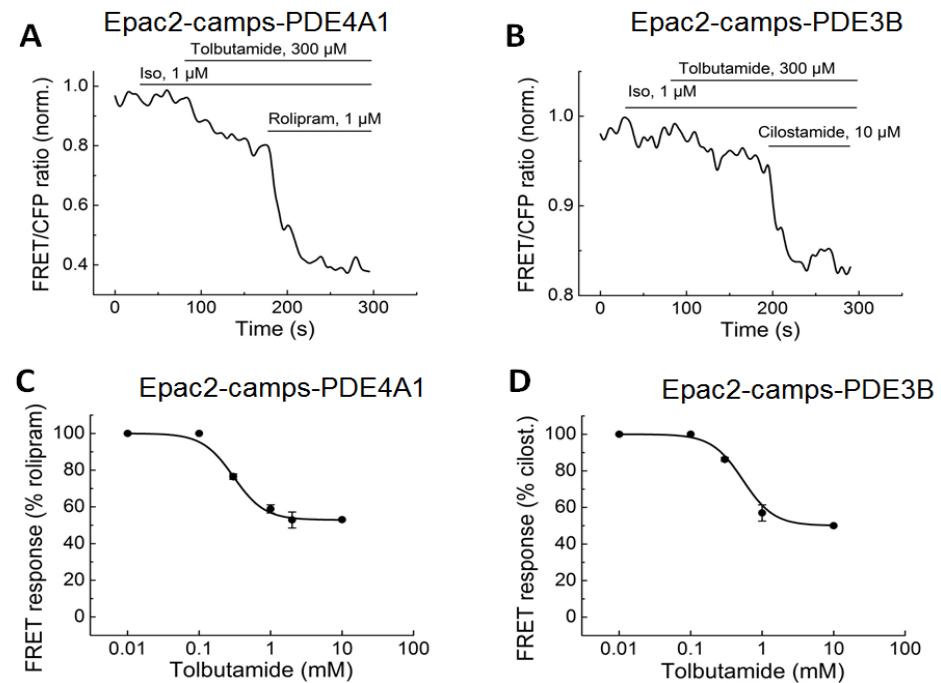 A
Epac2-camps-PDE4A1
Tolbutamide, 300 µM
Iso, 1 µM
Rolipram, 1 µM
FRET/CFP ratio (norm.)
1.0
0.8
0.6
0.4
0 100 200 300
Time (s)
B
Epac2-camps-PDE3B
Tolbutamide, 300 µM
Iso, 1 µM
Cilostamide, 10 µM
FRET/CFP ratio (norm.)
1.0
0.9
0.8
0 100 200 300
Time (s)
C
Epac2-camps-PDE4A1
FRET response (% rolipram)
100
80
60
40
20
0
0.01 0.1 1 10 100
Tolbutamide (mM)
D
Epac2-camps-PDE3B
FRET response (% cilost.)
100
80
60
40
20
0
0.01 0.1 1 10 100
Tolbutamide (mM)